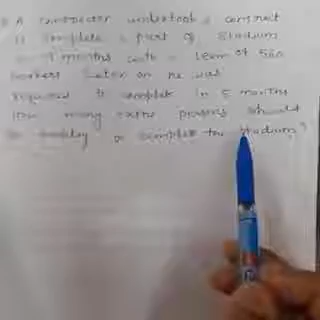 A contractor undertook a contract
to complete a part of Stadium
in 9 months with a team of 560
workers. Later on he was
required to complete in 5 months
How many extra persons should
he employ to complete the stadium?